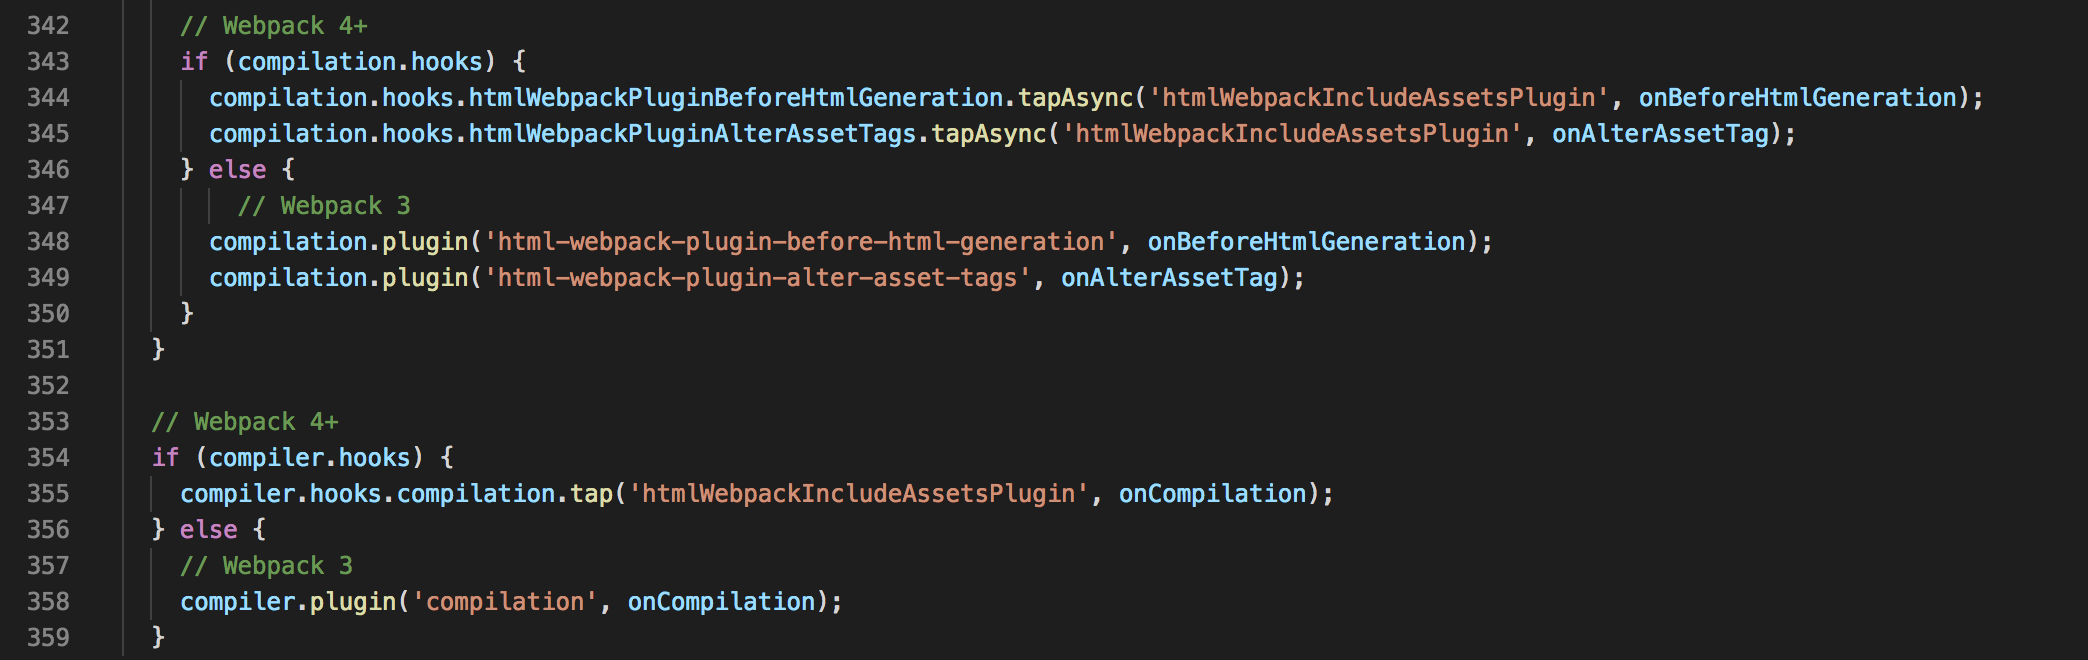 342 // Webpack 4+
343 if (compilation.hooks) {
344 compilation.hooks.htmlWebpackPluginBeforeHtmlGeneration.tapAsync('htmlWebpackIncludeAssetsPlugin', onBeforeHtmlGeneration);
345 compilation.hooks.htmlWebpackPluginAlterAssetTags.tapAsync('htmlWebpackIncludeAssetsPlugin', onAlterAssetTag);
346 } else {
347 // Webpack 3
348 compilation.plugin('html-webpack-plugin-before-html-generation', onBeforeHtmlGeneration);
349 compilation.plugin('html-webpack-plugin-alter-asset-tags', onAlterAssetTag);
350 }
351 }
352
353 // Webpack 4+
354 if (compiler.hooks) {
355 compiler.hooks.compilation.tap('htmlWebpackIncludeAssetsPlugin', onCompilation);
356 } else {
357 // Webpack 3
358 compiler.plugin('compilation', onCompilation);
359 }